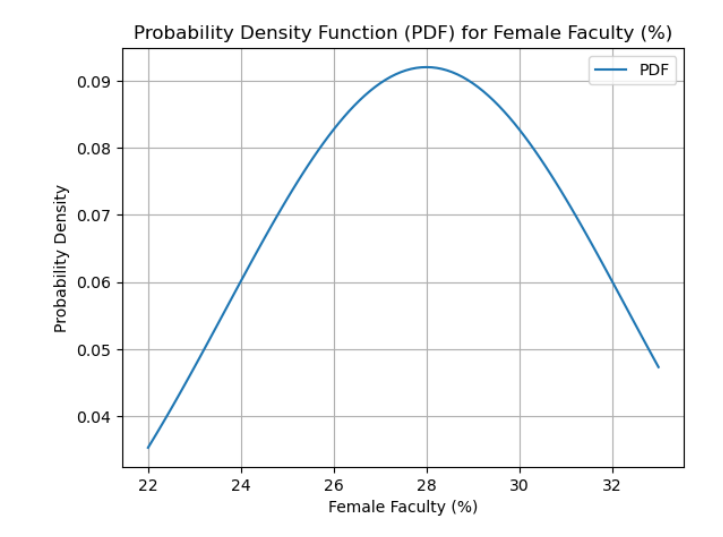 Probability Density Function (PDF) for Female Faculty (%)
PDF
0.09
0.08
0.07
0.06
0.05
0.04
Probability Density
22 24 26 28 30 32
Female Faculty (%)